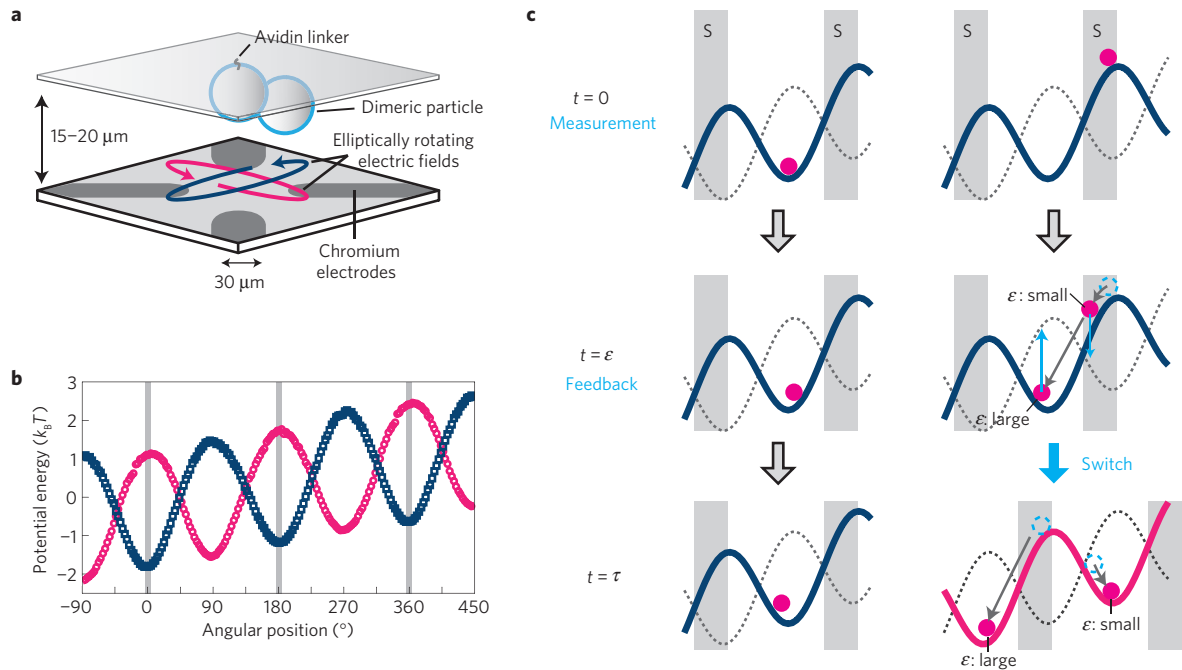 a
Avidin linker
Dimeric particle
15–20 μm
Elliptically rotating
electric fields
Chromium
electrodes
30 μm
b
Potential energy (k_BT)
3
2
1
0
−1
−2
−90
0
90
180
270
360
450
Angular position (°)
c
S
S
S
S
t = 0
Measurement
t = ε
Feedback
ε: small
ε: large
Switch
t = τ
ε: small
ε: large